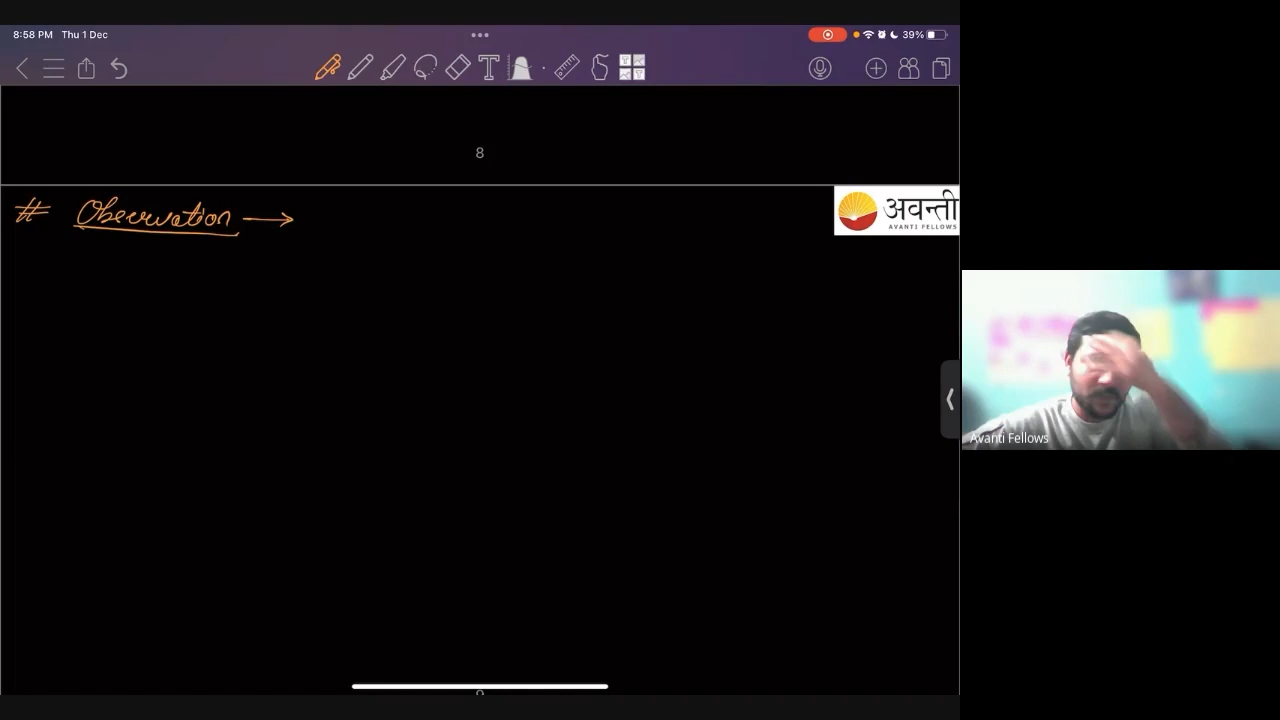 8:58 PM Thu 1 Dec
39%
8
# Observation →
अवन्ती
AVANTI FELLOWS
Avanti Fellows